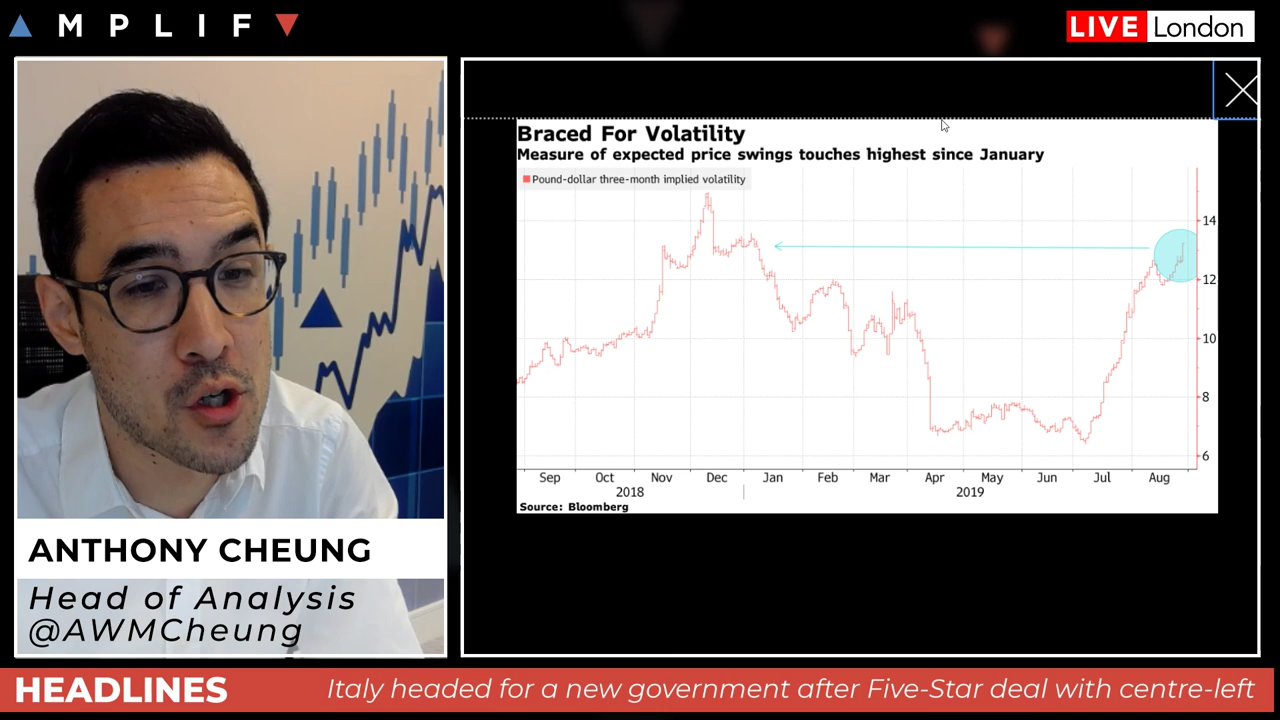 MPLIF
LIVE London
Braced For Volatility
Measure of expected price swings touches highest since January
Pound-dollar three-month implied volatility
14
12
10
8
6
Sep Oct Nov Dec Jan Feb Mar Apr May Jun Jul Aug
2018 2019
Source: Bloomberg
ANTHONY CHEUNG
Head of Analysis
@AWMCheung
HEADLINES Italy headed for a new government after Five-Star deal with centre-left